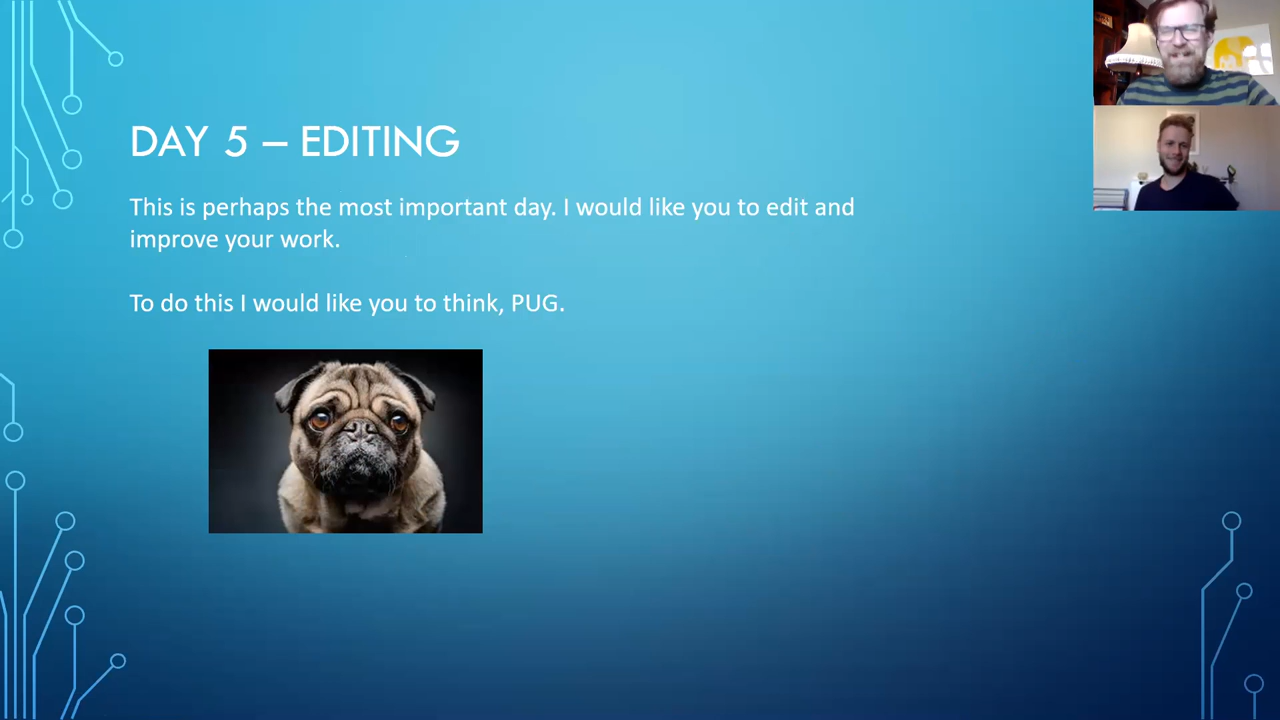 DAY 5 – EDITING
This is perhaps the most important day. I would like you to edit and
improve your work.
To do this I would like you to think, PUG.